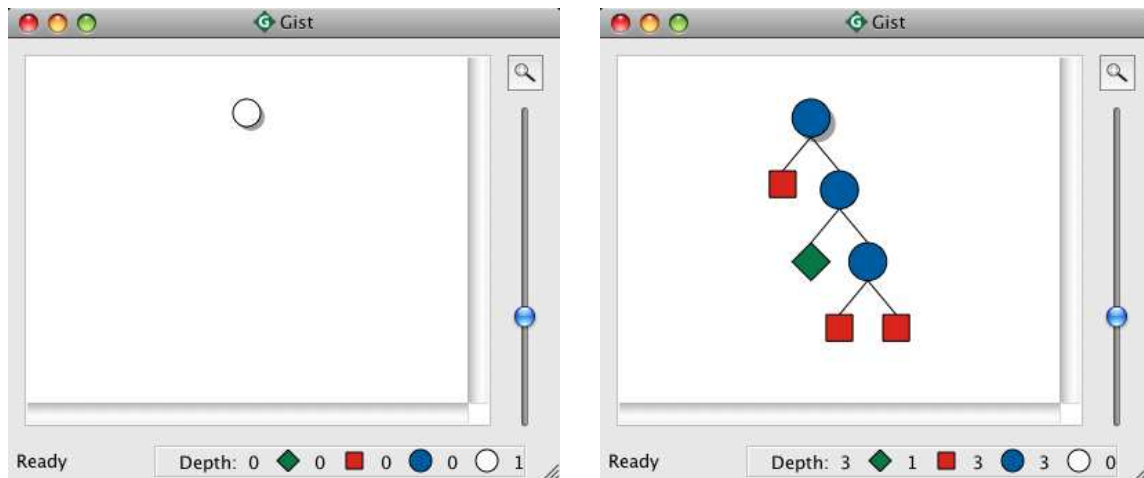 Gist
Ready Depth: 0 0 0 0 1
Gist
Ready Depth: 3 1 3 3 0